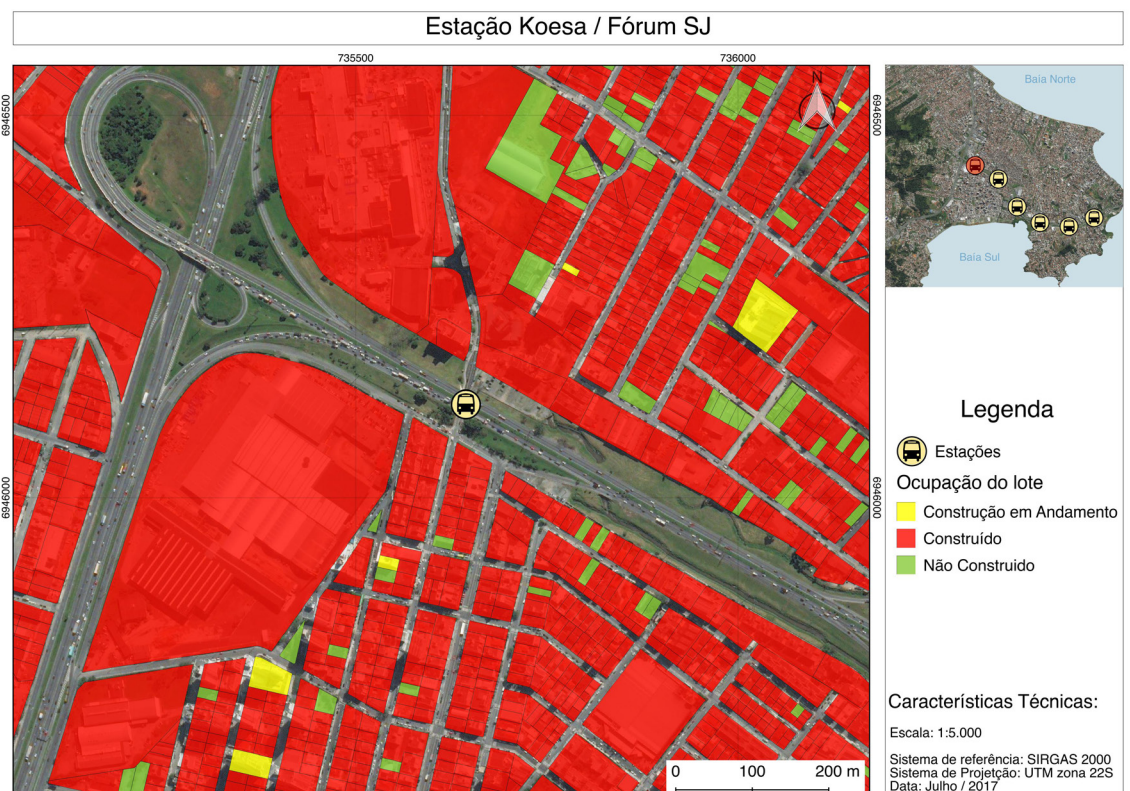 Estação Koesa / Fórum SJ
735500
736000
6946500
6946500
N
Baía Norte
Baía Sul
6946000
6946000
Legenda
Estações
Ocupação do lote
Construção em Andamento
Construído
Não Construido
Características Técnicas:
Escala: 1:5.000
Sistema de referência: SIRGAS 2000
Sistema de Projetção: UTM zona 22S
Data: Julho / 2017
0 100 200 m